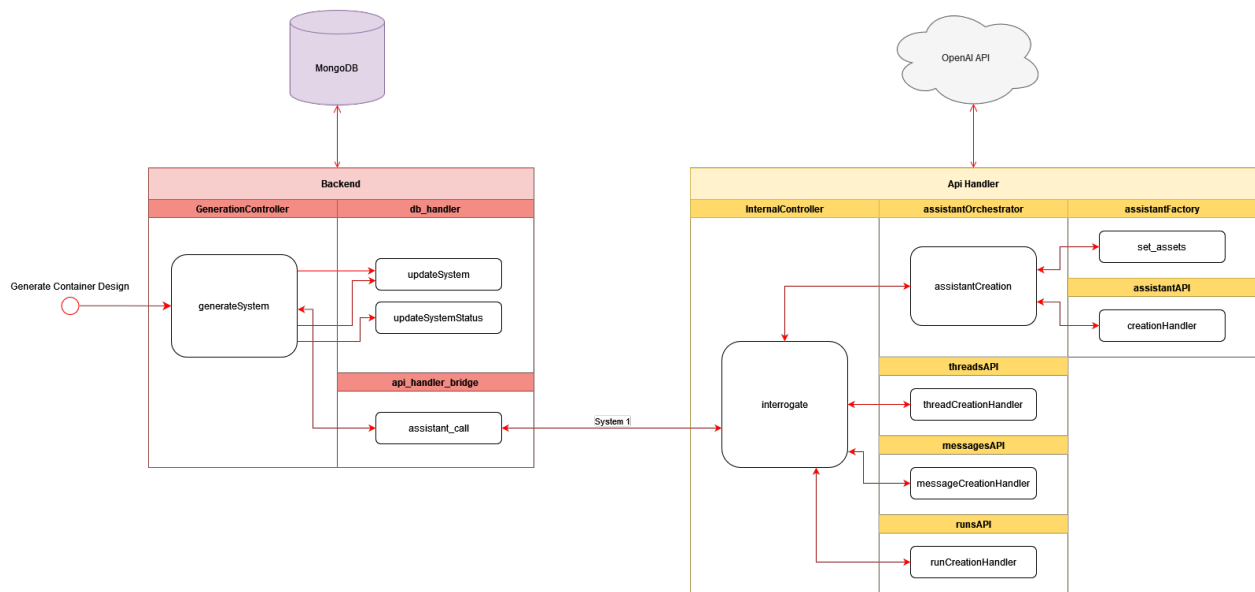 MongoDB
OpenAI API
Backend
Api Handler
GenerationController
db_handler
InternalController
assistantOrchestrator
assistantFactory
updateSystem
set_assets
generateSystem
assistantCreation
Generate Container Design
assistantAPI
updateSystemStatus
creationHandler
threadsAPI
api_handler_bridge
interrogate
threadCreationHandler
assistant_call
System 1
messagesAPI
messageCreationHandler
runsAPI
runCreationHandler